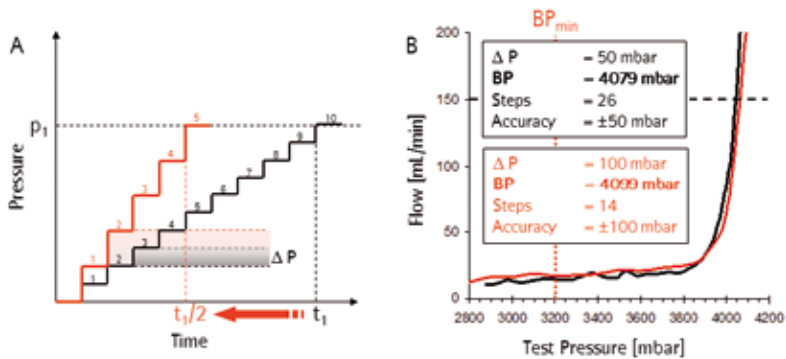 A
Pressure
p1
1
2
3
4
5
1
2
3
4
5
6
7
8
9
10
Δ P
t1/2
t1
Time
B
BPmin
Flow [mL/min]
200
150
100
50
0
Δ P = 50 mbar
BP = 4079 mbar
Steps = 26
Accuracy = ±50 mbar
Δ P = 100 mbar
BP = 4099 mbar
Steps = 14
Accuracy = ±100 mbar
2800 3000 3200 3400 3600 3800 4000 4200
Test Pressure [mbar]